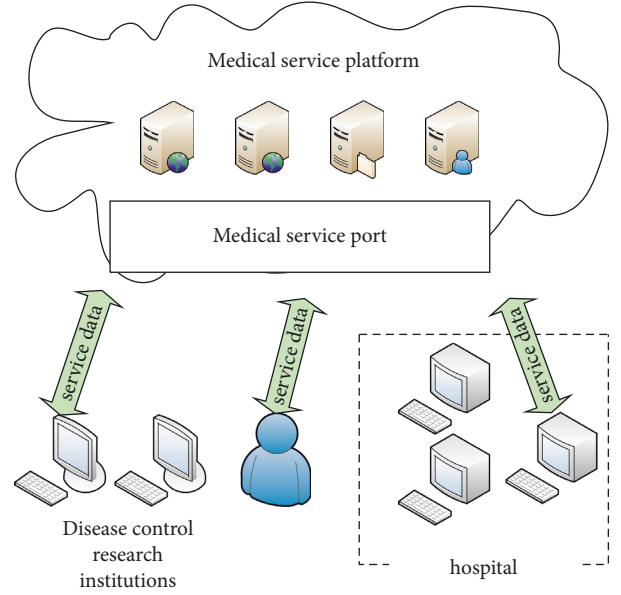 Medical service platform
Medical service port
service data
service data
service data
Disease control
research
institutions
hospital